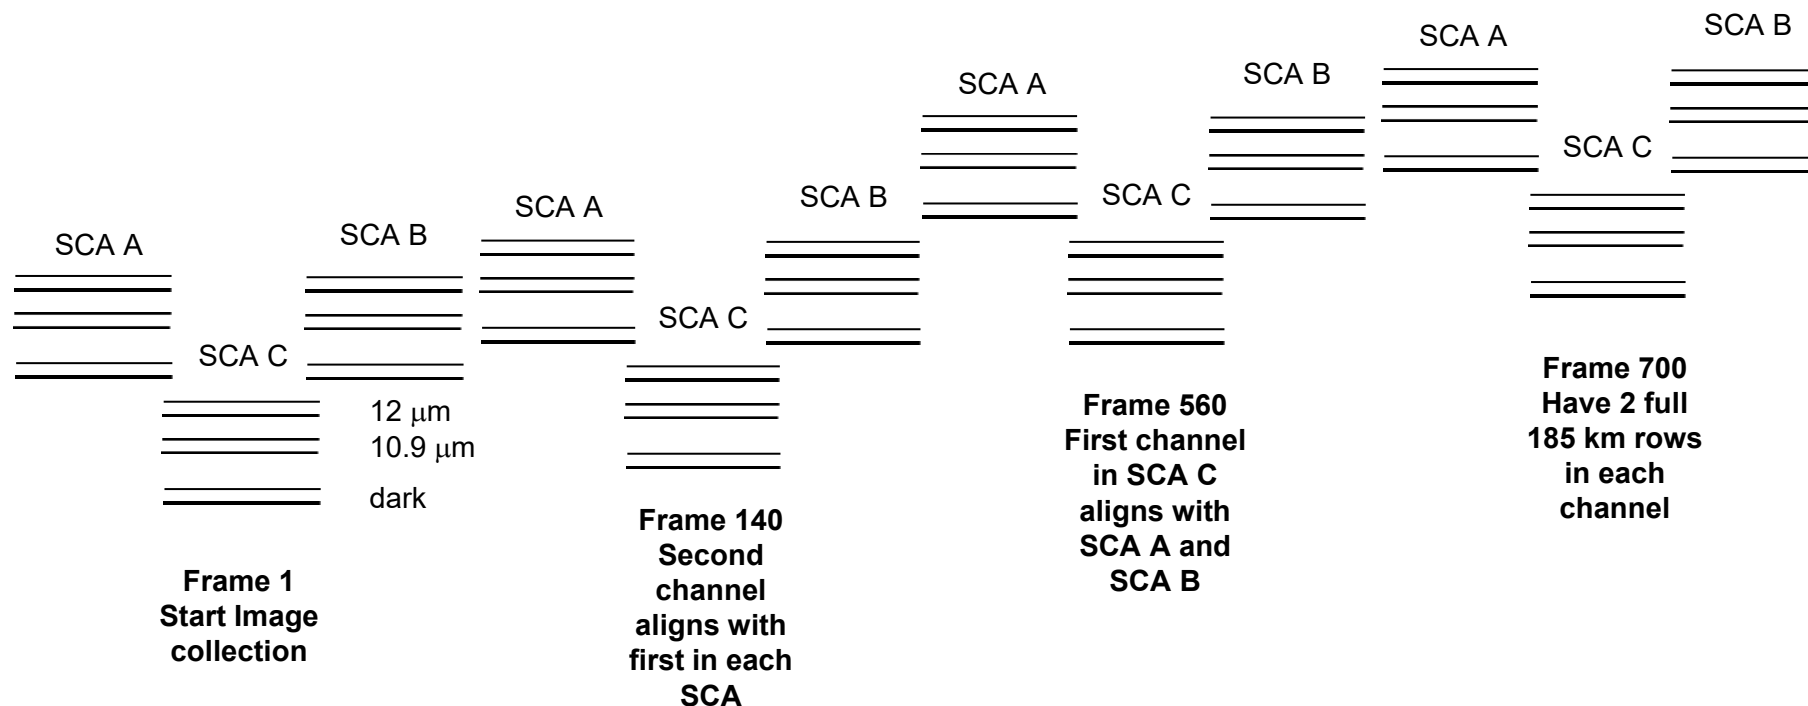 SCA A
SCA B
SCA C
12 μm
10.9 μm
dark
Frame 1
Start Image
collection
SCA A
SCA B
SCA C
Frame 140
Second
channel
aligns with
first in each
SCA
SCA A
SCA B
SCA C
Frame 560
First channel
in SCA C
aligns with
SCA A and
SCA B
SCA A
SCA B
SCA C
Frame 700
Have 2 full
185 km rows
in each
channel